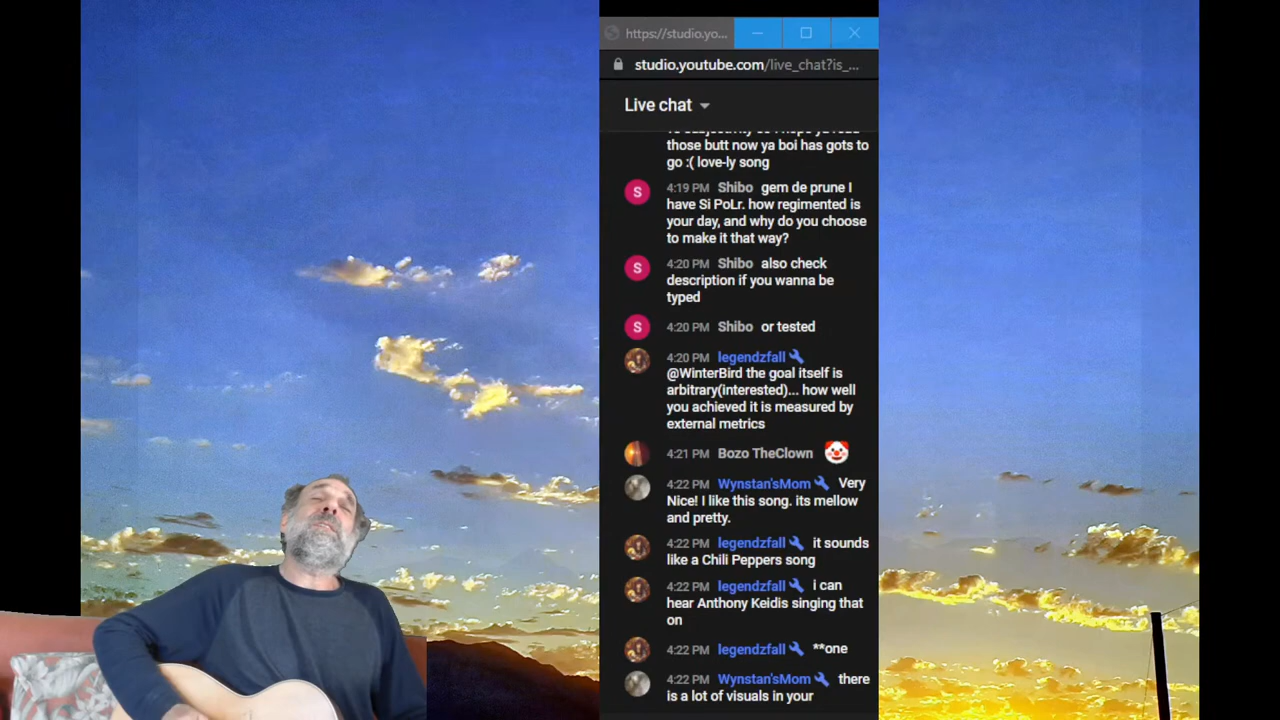 https://studio.yo...
studio.youtube.com/live_chat?is_...
Live chat
those butt now ya boi has gots to
go :( love-ly song
4:19 PM Shibo gem de prune I
have Si PoLr. how regimented is
your day, and why do you choose
to make it that way?
S
4:20 PM Shibo also check
description if you wanna be
typed
S
4:20 PM Shibo or tested
S
4:20 PM legendzfall
@WinterBird the goal itself is
arbitrary(interested)... how well
you achieved it is measured by
external metrics
4:21 PM Bozo TheClown
4:22 PM Wynstan'sMom Very
Nice! I like this song. its mellow
and pretty.
4:22 PM legendzfall it sounds
like a Chili Peppers song
4:22 PM legendzfall i can
hear Anthony Keidis singing that
on
4:22 PM legendzfall **one
4:22 PM Wynstan'sMom there
is a lot of visuals in your